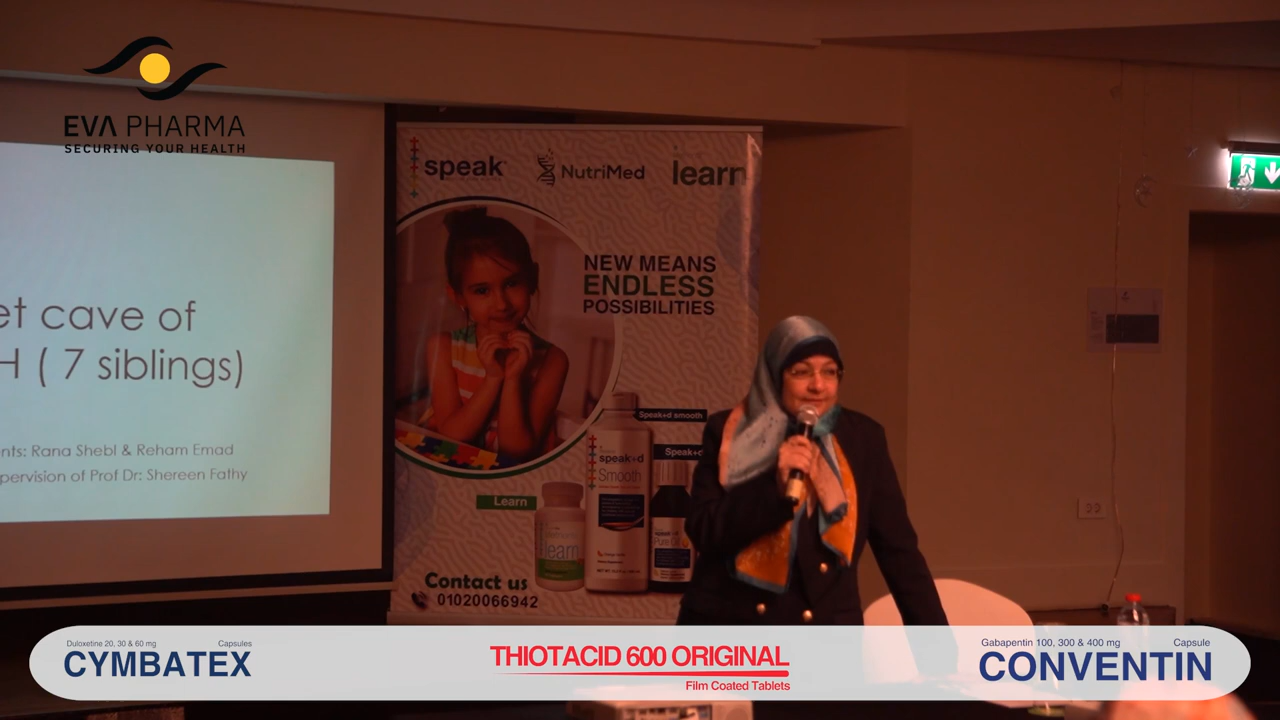 EVA PHARMA
SECURING YOUR HEALTH
et cave of
H ( 7 siblings)
nts: Rana Shebl & Reham Emad
pervision of Prof Dr: Shereen Fathy
speak
NutriMed
learn
NEW MEANS
ENDLESS
POSSIBILITIES
Speak+d smooth
Speak+d
speak+d
Smooth
Learn
learn
Contact us
01020066942
Duloxetine 20, 30 & 60 mg Capsules
CYMBATEX
THIOTACID 600 ORIGINAL
Film Coated Tablets
Gabapentin 100, 300 & 400 mg Capsule
CONVENTIN